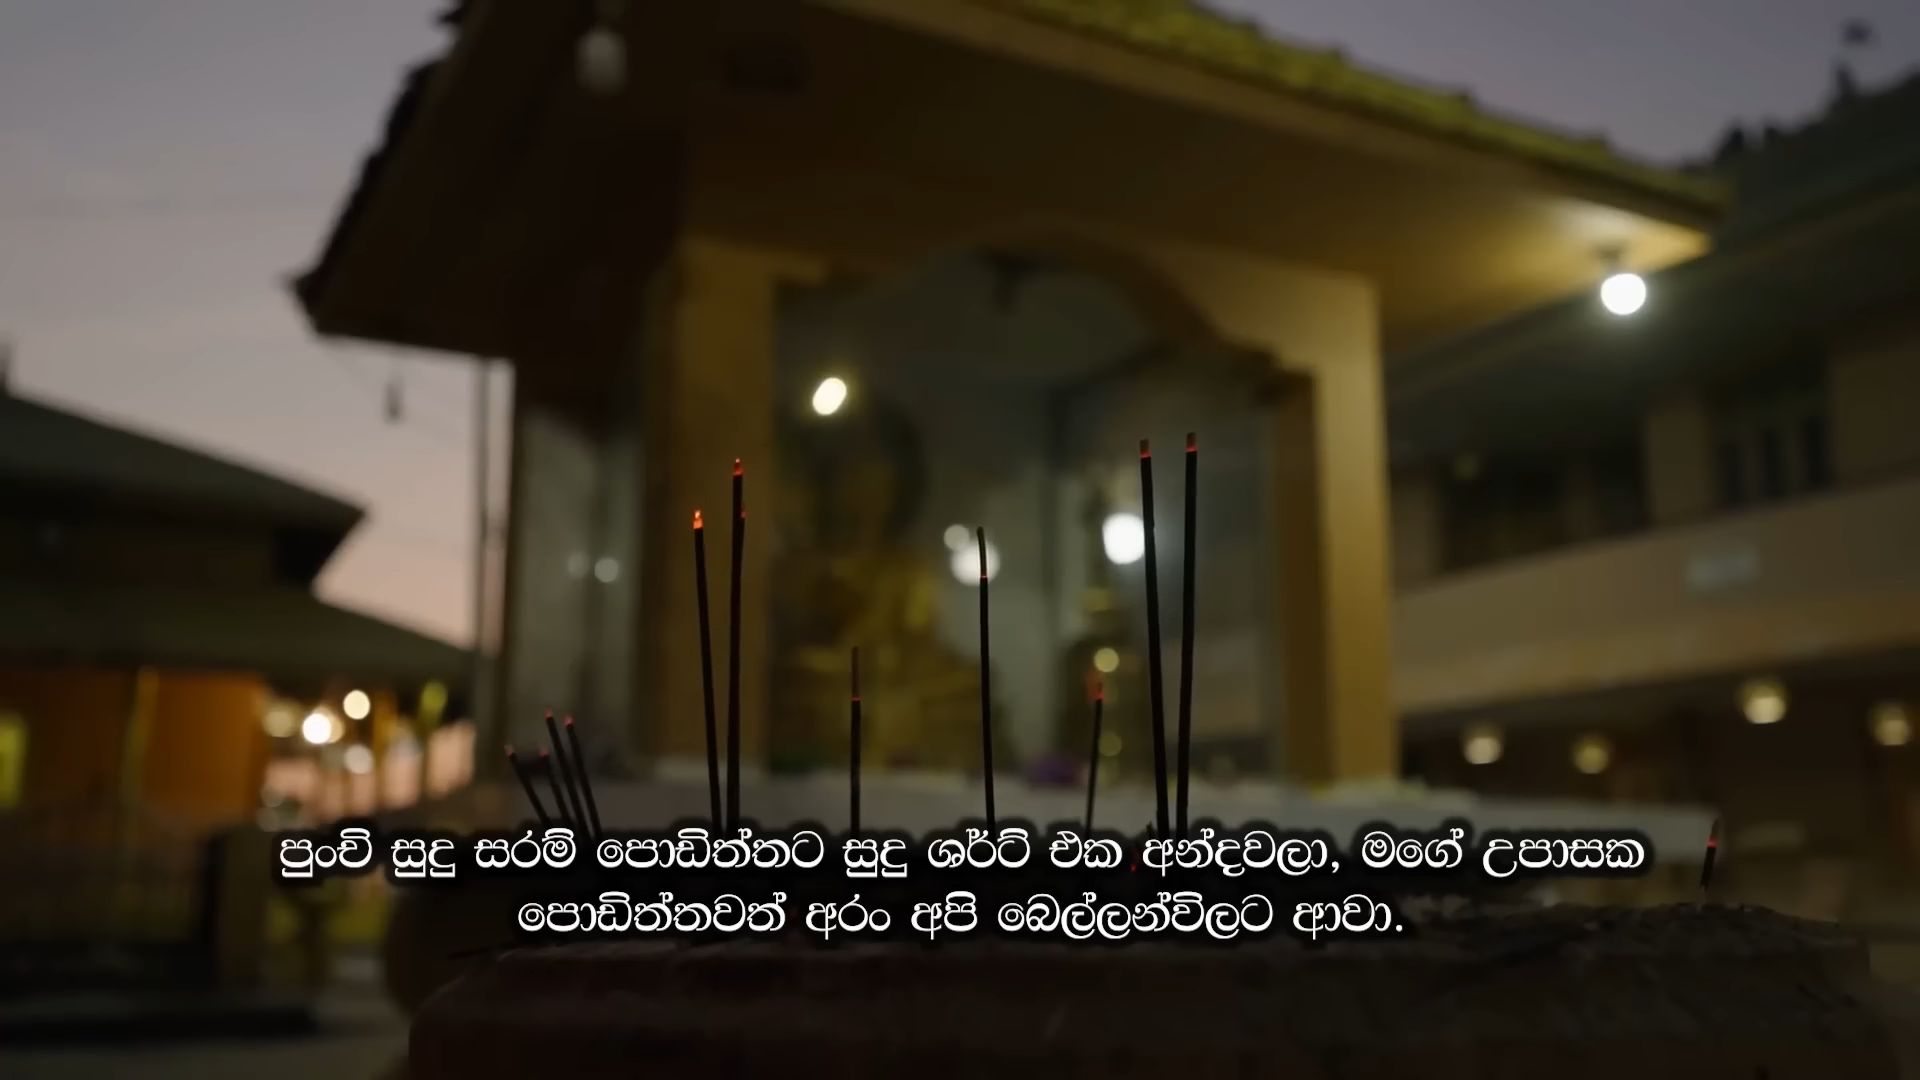 පුංචි සුදු සරම් පොඩිත්තට සුදු ශර්ට් එක අන්දවලා, මගේ උපාසක
පොඩිත්තවත් අරං අපි බෙල්ලන්විලට ආවා.